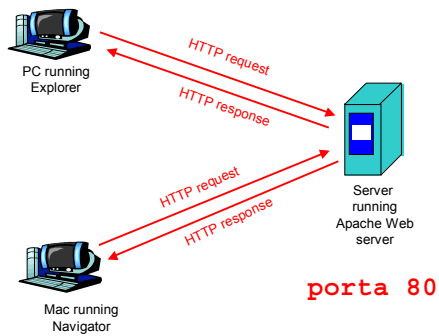 PC running
Explorer
HTTP request
HTTP response
HTTP request
HTTP response
Server
running
Apache Web
server
Mac running
Navigator
porta 80